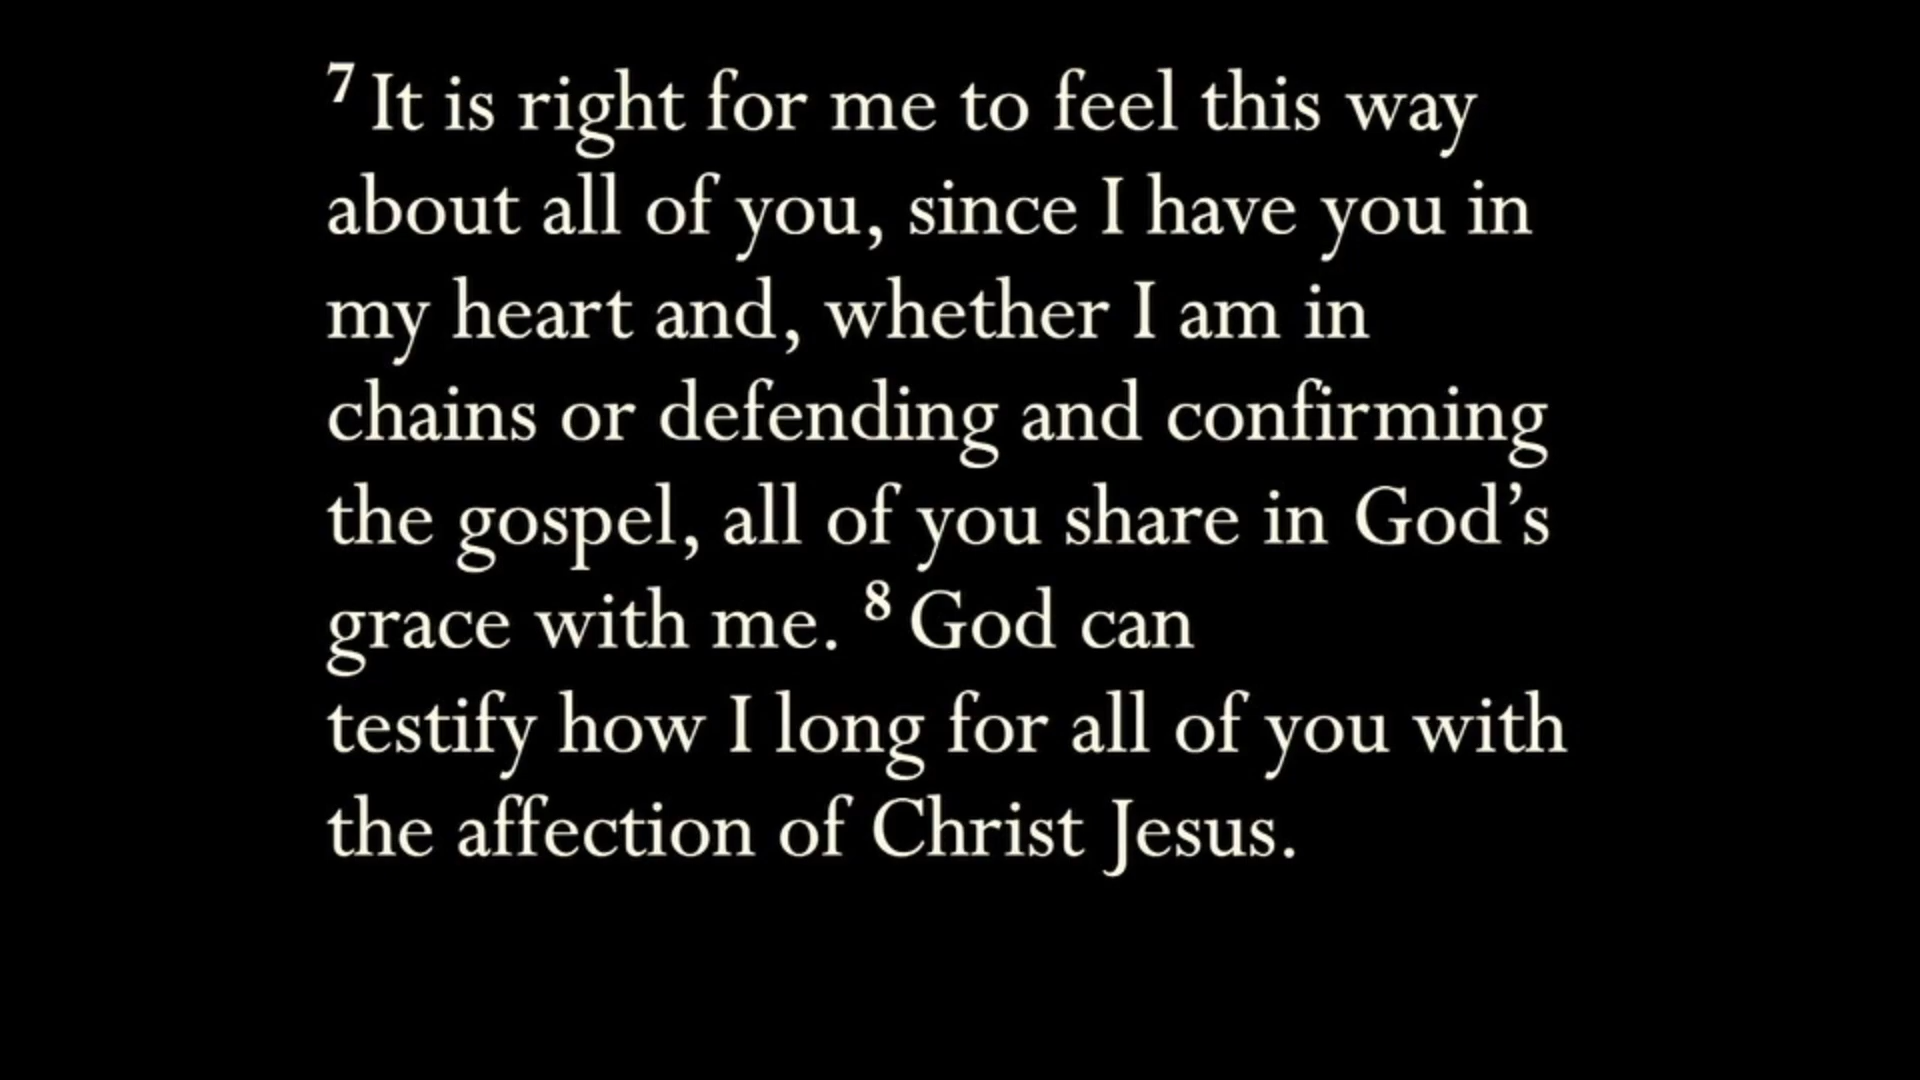 7 It is right for me to feel this way
about all of you, since I have you in
my heart and, whether I am in
chains or defending and confirming
the gospel, all of you share in God’s
grace with me. 8 God can
testify how I long for all of you with
the affection of Christ Jesus.